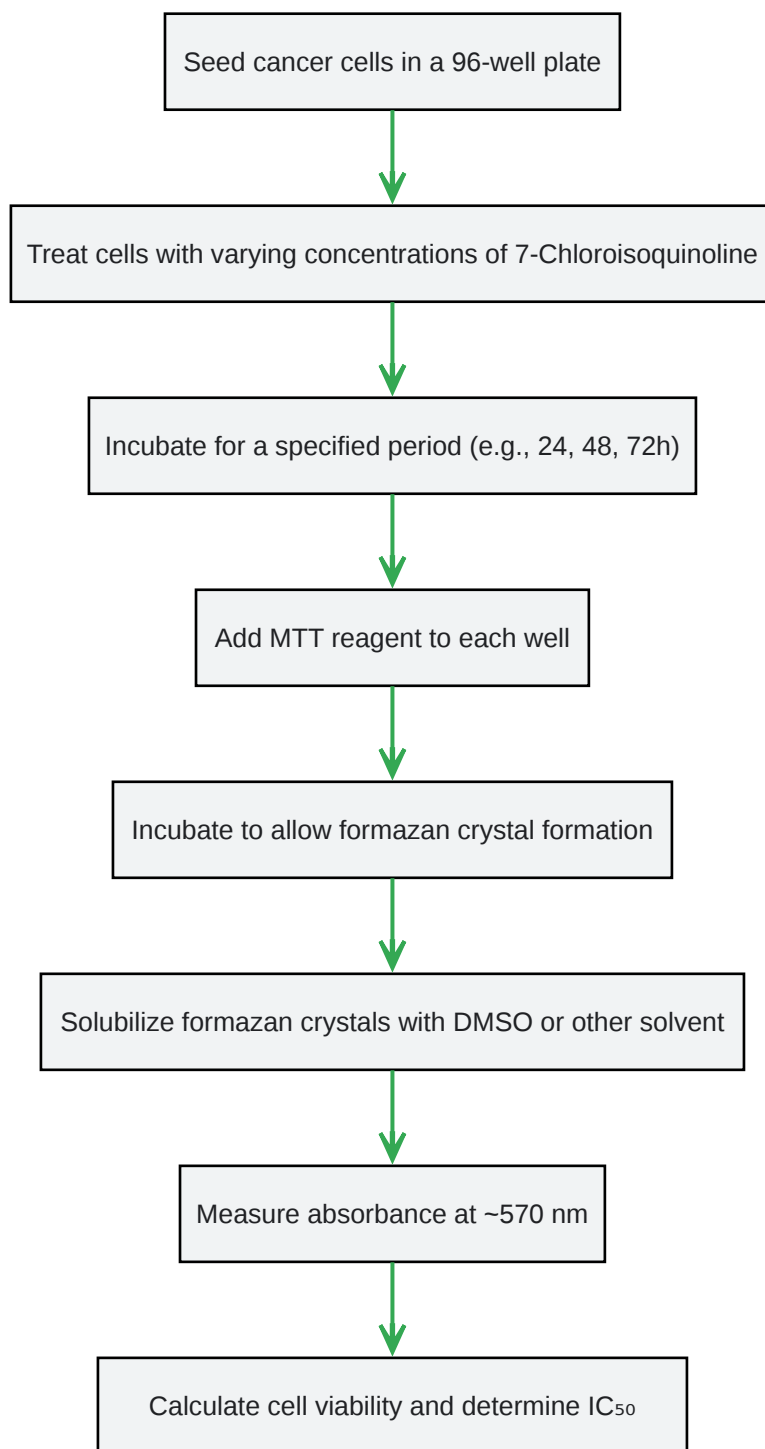 Seed cancer cells in a 96-well plate
Treat cells with varying concentrations of 7-Chloroisoquinoline
Incubate for a specified period (e.g., 24, 48, 72h)
Add MTT reagent to each well
Incubate to allow formazan crystal formation
Solubilize formazan crystals with DMSO or other solvent
Measure absorbance at ~570 nm
Calculate cell viability and determine IC₅₀